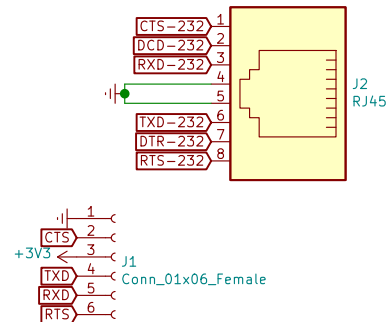 CTS-232 1
DCD-232 2
RXD-232 3
4
5
TXD-232 6
DTR-232 7
RTS-232 8
J2
RJ45
1
CTS 2
+3V3 3
TXD 4
RXD 5
RTS 6
J1
Conn_01x06_Female